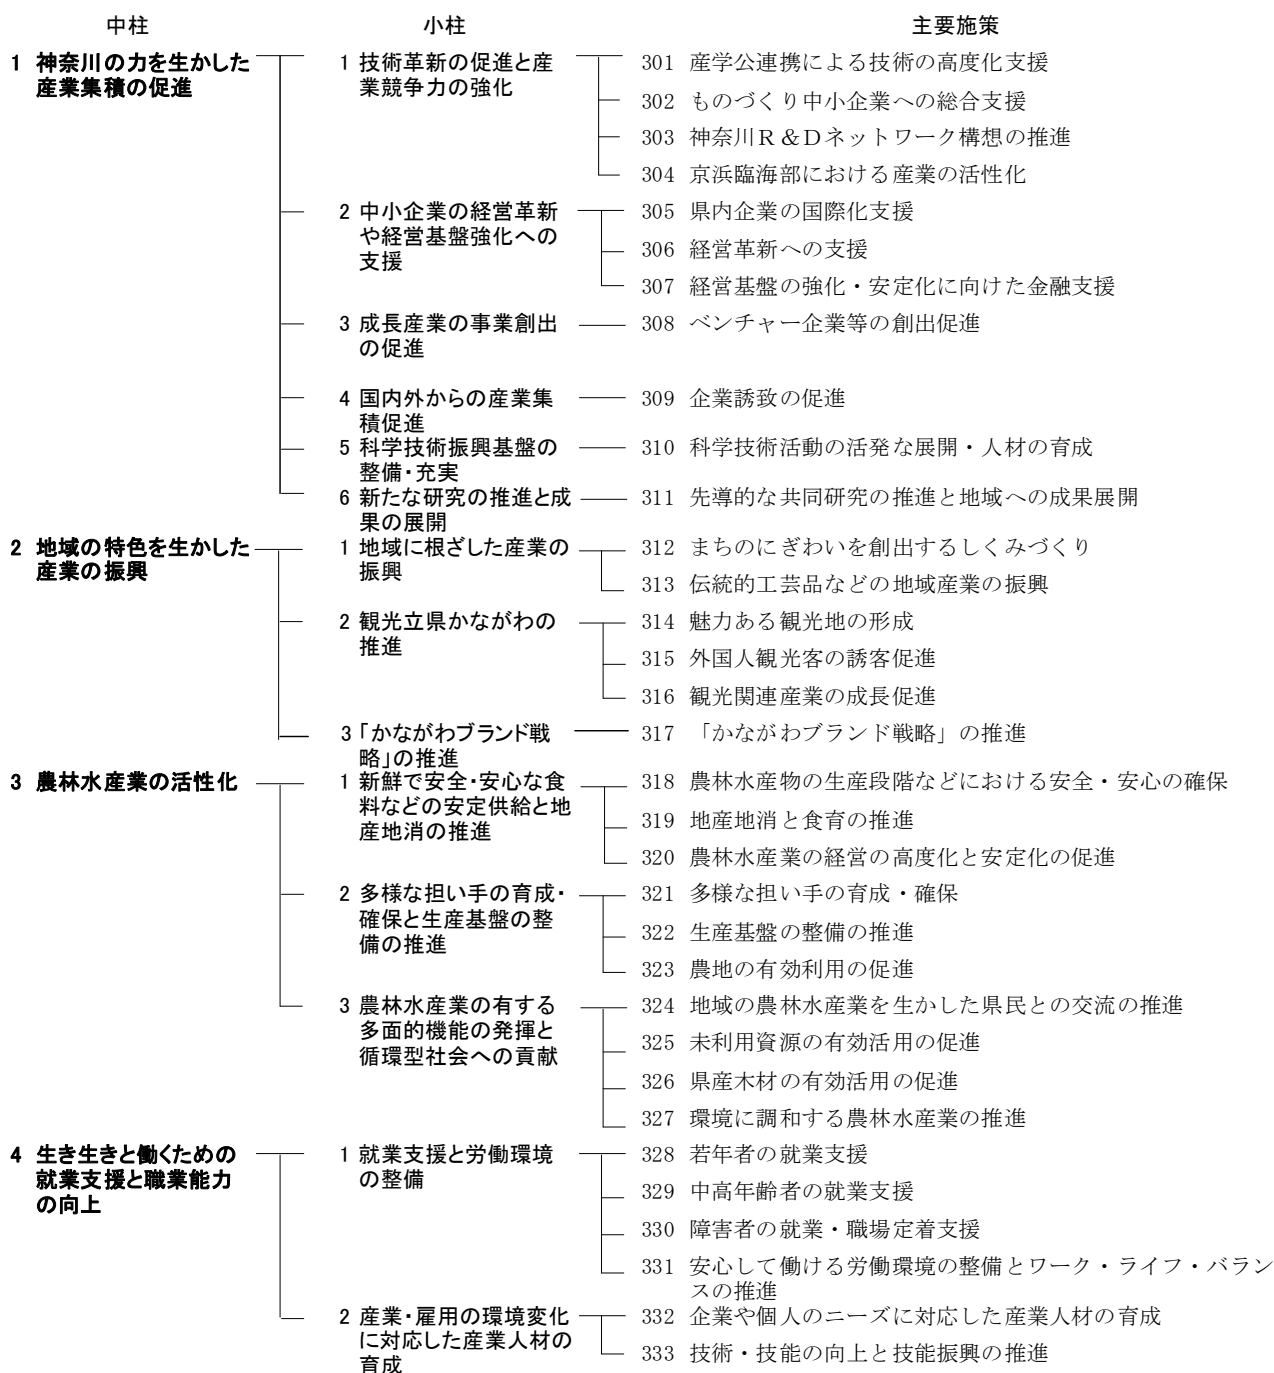 中柱 小柱 主要施策
1 神奈川の力を生かした産業集積の促進
1 技術革新の促進と産業競争力の強化
301 産学公連携による技術の高度化支援
302 ものづくり中小企業への総合支援
303 神奈川R&Dネットワーク構想の推進
304 京浜臨海部における産業の活性化
2 中小企業の経営革新や経営基盤強化への支援
305 県内企業の国際化支援
306 経営革新への支援
307 経営基盤の強化・安定化に向けた金融支援
3 成長産業の事業創出の促進
308 ベンチャー企業等の創出促進
4 国内外からの産業集積促進
309 企業誘致の促進
5 科学技術振興基盤の整備・充実
310 科学技術活動の活発な展開・人材の育成
6 新たな研究の推進と成果の展開
311 先導的な共同研究の推進と地域への成果展開
2 地域の特色を生かした産業の振興
1 地域に根ざした産業の振興
312 まちのにぎわいを創出するしくみづくり
313 伝統的工芸品などの地域産業の振興
2 観光立県かながわの推進
314 魅力ある観光地の形成
315 外国人観光客の誘客促進
316 観光関連産業の成長促進
3 「かながわブランド戦略」の推進
317 「かながわブランド戦略」の推進
3 農林水産業の活性化
1 新鮮で安全・安心な食料などの安定供給と地産地消の推進
318 農林水産物の生産段階などにおける安全・安心の確保
319 地産地消と食育の推進
320 農林水産業の経営の高度化と安定化の促進
2 多様な担い手の育成・確保と生産基盤の整備の推進
321 多様な担い手の育成・確保
322 生産基盤の整備の推進
323 農地の有効利用の促進
3 農林水産業の有する多面的機能の発揮と循環型社会への貢献
324 地域の農林水産業を生かした県民との交流の推進
325 未利用資源の有効活用の促進
326 県産木材の有効活用の促進
327 環境に調和する農林水産業の推進
4 生き生きと働くための就業支援と職業能力の向上
1 就業支援と労働環境の整備
328 若年者の就業支援
329 中高年齢者の就業支援
330 障害者の就業・職場定着支援
331 安心して働ける労働環境の整備とワーク・ライフ・バランスの推進
2 産業・雇用の環境変化に対応した産業人材の育成
332 企業や個人のニーズに対応した産業人材の育成
333 技術・技能の向上と技能振興の推進